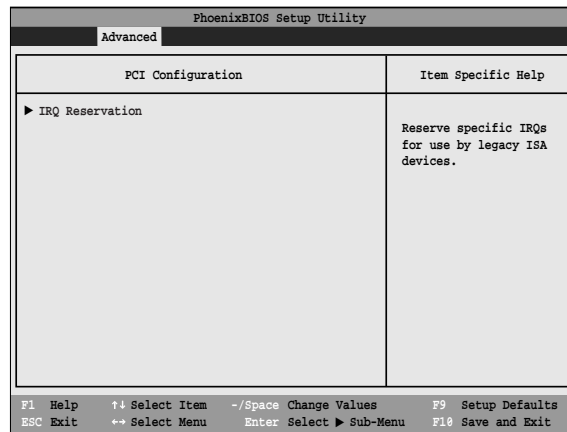 PhoenixBIOS Setup Utility
Advanced
PCI Configuration
Item Specific Help
▶ IRQ Reservation
Reserve specific IRQs
for use by legacy ISA
devices.
F1 Help ↑↓ Select Item -/Space Change Values F9 Setup Defaults
ESC Exit ←→ Select Menu Enter Select ▶ Sub-Menu F10 Save and Exit